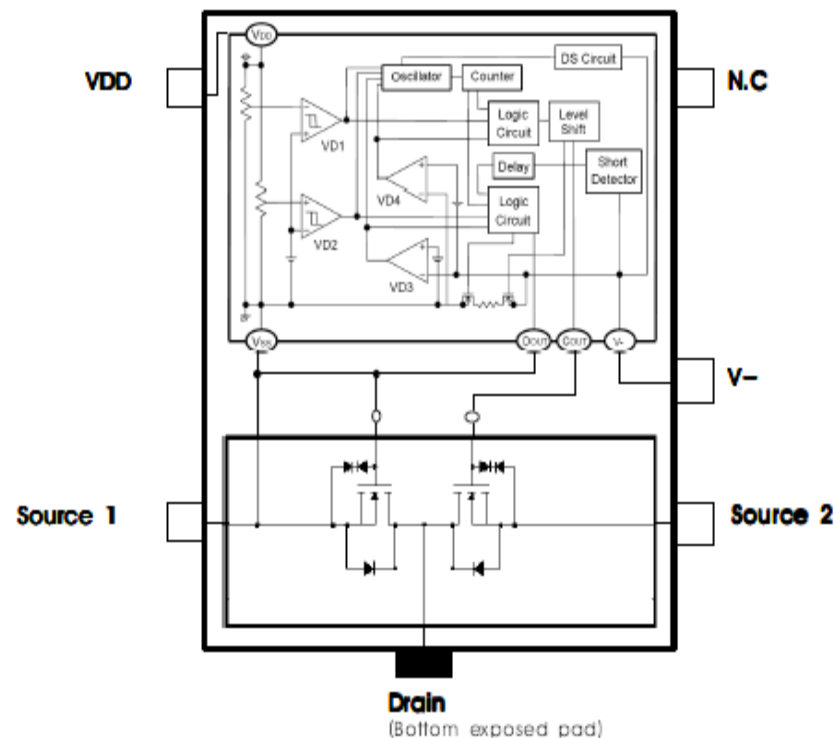 VDD
DS Circuit
VDD
N.C
Oscillator
Counter
Logic
Circuit
Level
Shift
VD1
Delay
Short
Detector
VD4
Logic
Circuit
VD2
VD3
VSS
DOUT
COUT
V-
V-
Source 1
Source 2
Drain
(Bottom exposed pad)